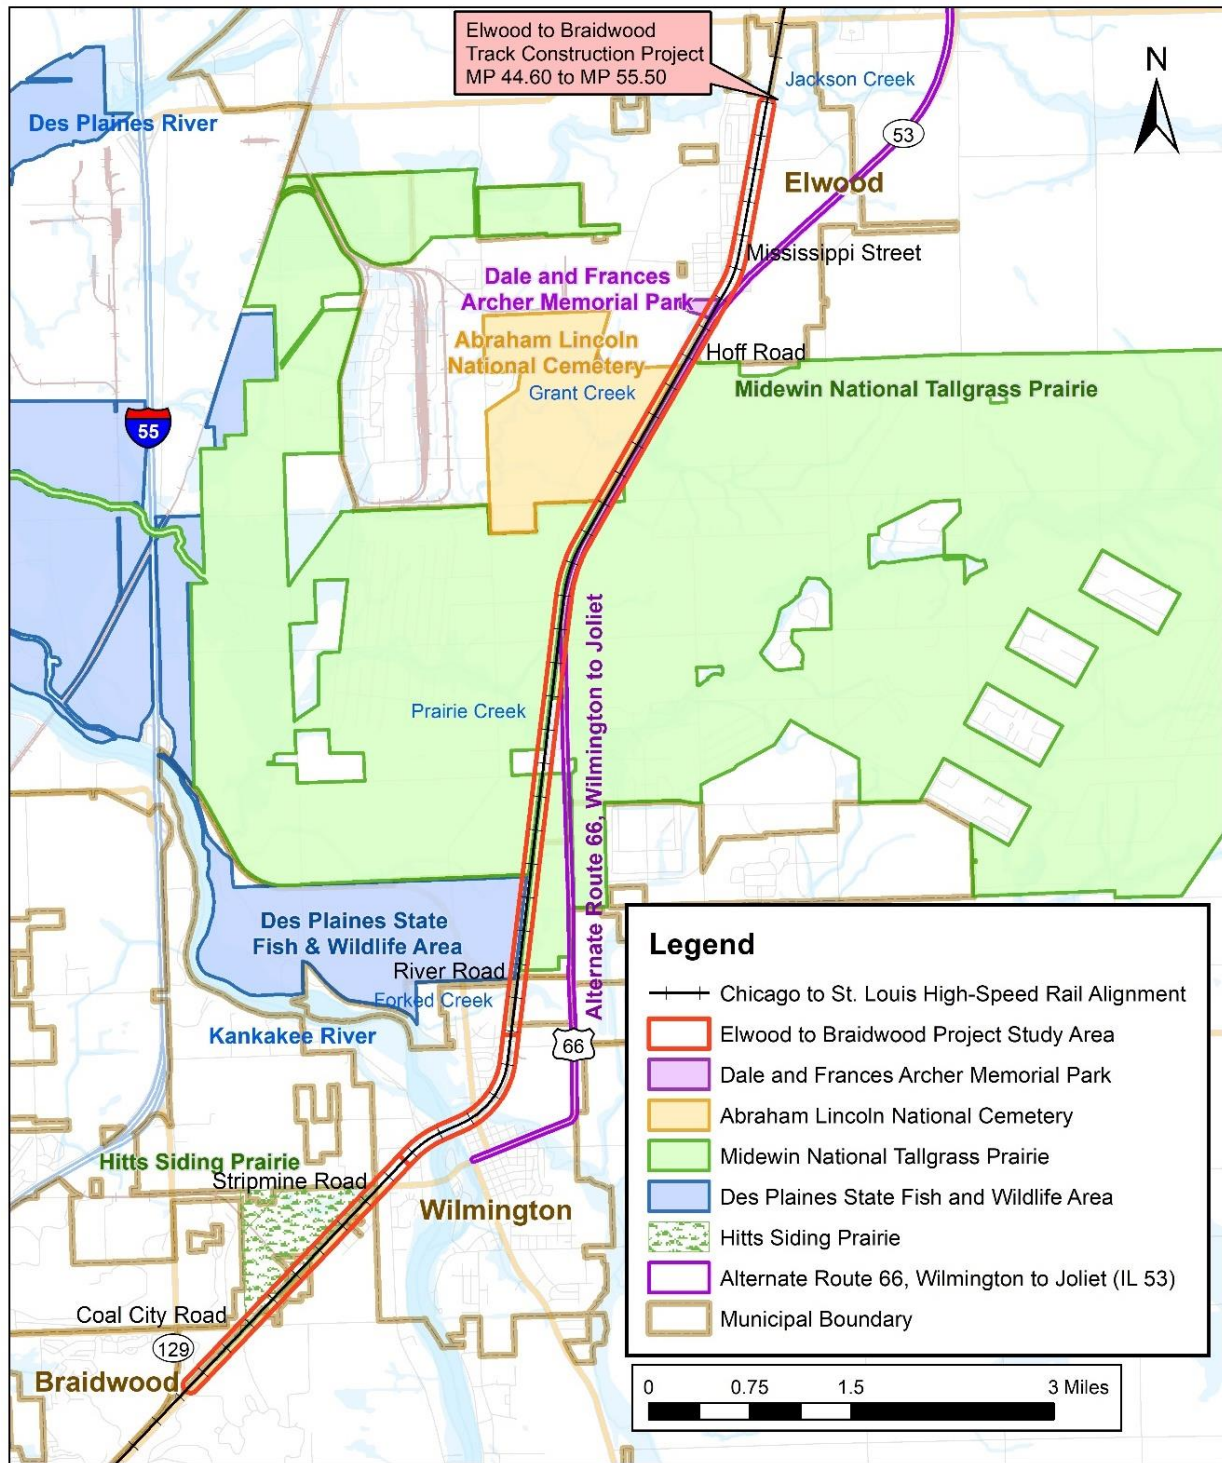 Elwood to Braidwood
Track Construction Project
MP 44.60 to MP 55.50
Jackson Creek
N
Des Plaines River
53
Elwood
Mississippi Street
Dale and Frances
Archer Memorial Park
Abraham Lincoln
National Cemetery
Hoff Road
Grant Creek
Midewin National Tallgrass Prairie
55
Alternate Route 66, Wilmington to Joliet
Prairie Creek
Des Plaines State
Fish & Wildlife Area
River Road
Forked Creek
Kankakee River
66
Hitts Siding Prairie
Stripmine Road
Wilmington
Coal City Road
129
Braidwood
Legend
Chicago to St. Louis High-Speed Rail Alignment
Elwood to Braidwood Project Study Area
Dale and Frances Archer Memorial Park
Abraham Lincoln National Cemetery
Midewin National Tallgrass Prairie
Des Plaines State Fish and Wildlife Area
Hitts Siding Prairie
Alternate Route 66, Wilmington to Joliet (IL 53)
Municipal Boundary
0 0.75 1.5 3 Miles